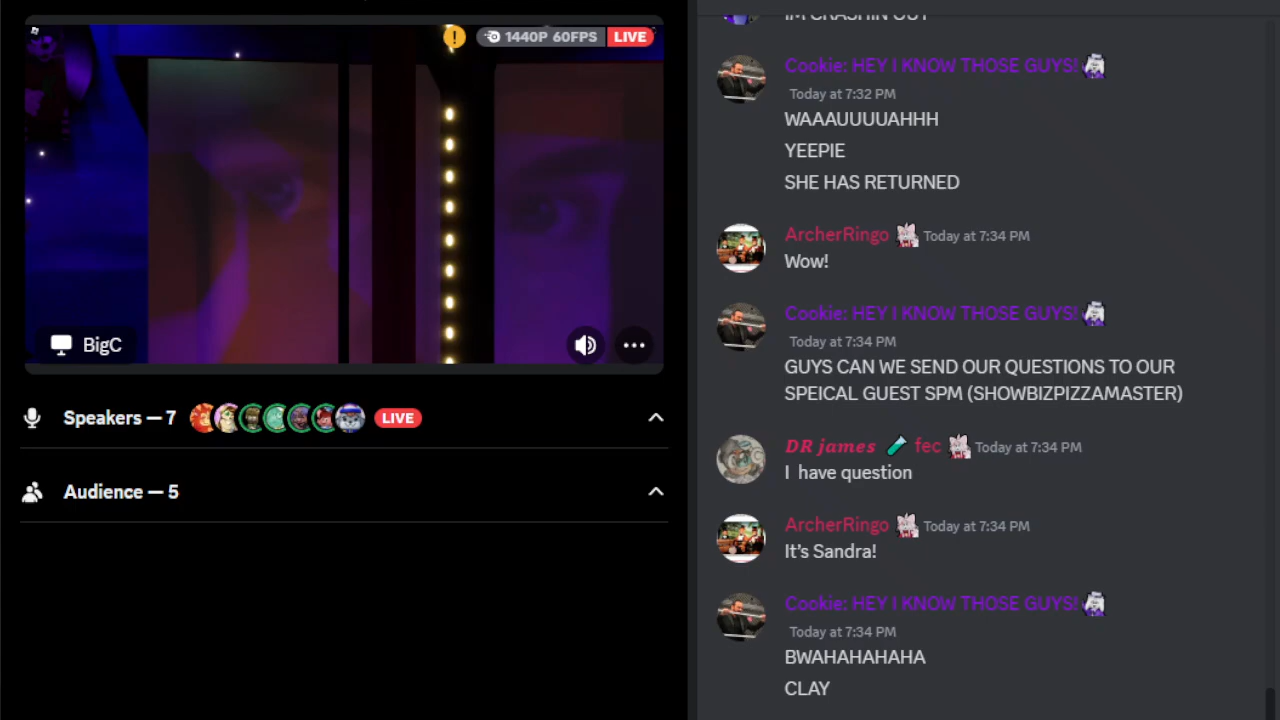 IM CRASHIN OUT
1440P 60FPS LIVE
BigC
Speakers — 7 LIVE
Audience — 5
Cookie: HEY I KNOW THOSE GUYS!
Today at 7:32 PM
WAAAUUUUAHHH
YEEPIE
SHE HAS RETURNED
ArcherRingo Today at 7:34 PM
Wow!
Cookie: HEY I KNOW THOSE GUYS!
Today at 7:34 PM
GUYS CAN WE SEND OUR QUESTIONS TO OUR
SPEICAL GUEST SPM (SHOWBIZPIZZAMASTER)
DR james 🧪 fec Today at 7:34 PM
I have question
ArcherRingo Today at 7:34 PM
It's Sandra!
Cookie: HEY I KNOW THOSE GUYS!
Today at 7:34 PM
BWAHAHAHAHA
CLAY